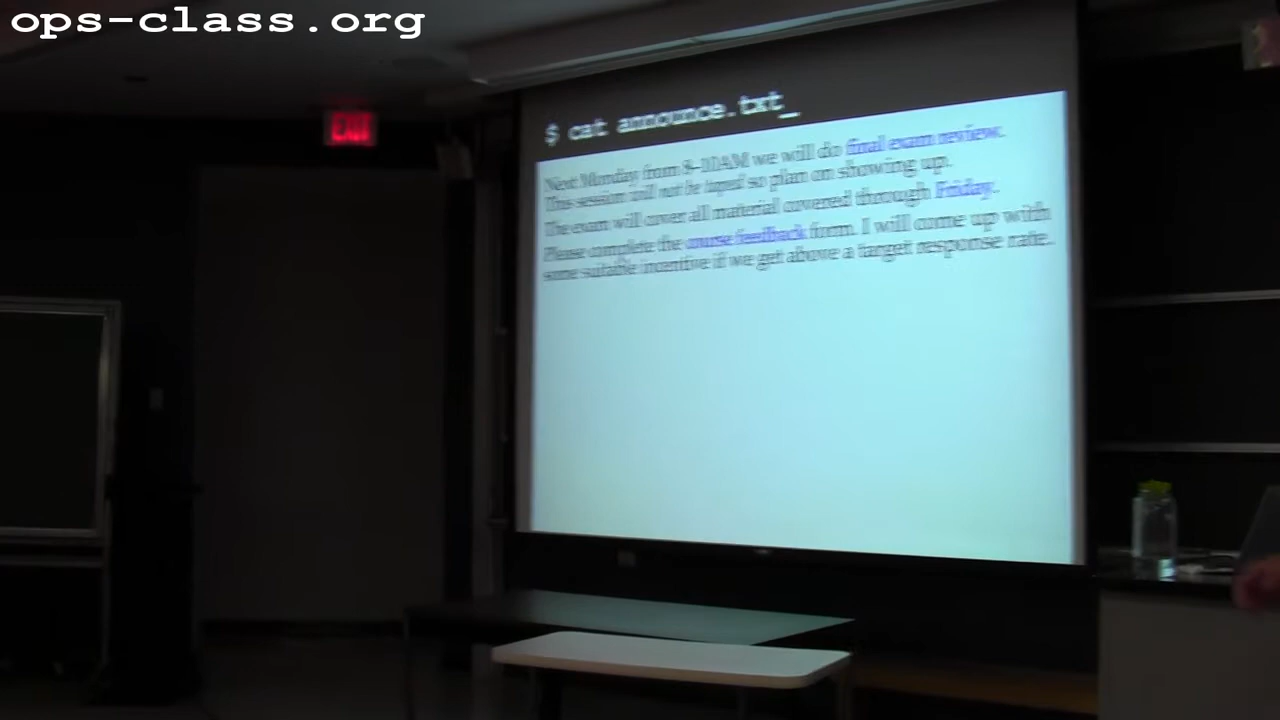 ops-class.org
EXIT
$ cat announce.txt_
Next Monday from 8–10AM we will do final exam review.
This session will not be taped so plan on showing up.
The exam will cover all material covered through Friday.
Please complete the course feedback form. I will come up with
some suitable incentive if we get above a target response rate.